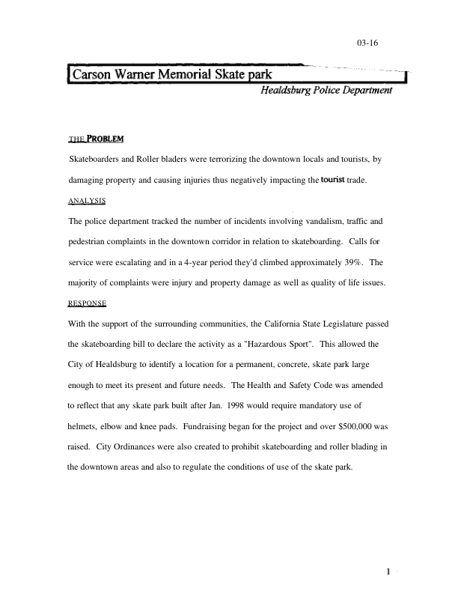 03-16
Carson Warner Memorial Skate park
Healdsburg Police Department
THE PROBLEM
Skateboarders and Roller bladers were terrorizing the downtown locals and tourists, by
damaging property and causing injuries thus negatively impacting the tourist trade.
ANALYSIS
The police department tracked the number of incidents involving vandalism, traffic and
pedestrian complaints in the downtown corridor in relation to skateboarding. Calls for
service were escalating and in a 4-year period they'd climbed approximately 39%. The
majority of complaints were injury and property damage as well as quality of life issues.
RESPONSE
With the support of the surrounding communities, the California State Legislature passed
the skateboarding bill to declare the activity as a "Hazardous Sport". This allowed the
City of Healdsburg to identify a location for a permanent, concrete, skate park large
enough to meet its present and future needs. The Health and Safety Code was amended
to reflect that any skate park built after Jan. 1998 would require mandatory use of
helmets, elbow and knee pads. Fundraising began for the project and over $500,000 was
raised. City Ordinances were also created to prohibit skateboarding and roller blading in
the downtown areas and also to regulate the conditions of use of the skate park.
1